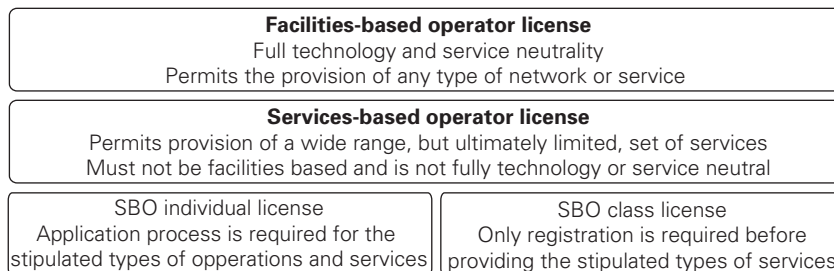 Facilities-based operator license
Full technology and service neutrality
Permits the provision of any type of network or service
Services-based operator license
Permits provision of a wide range, but ultimately limited, set of services
Must not be facilities based and is not fully technology or service neutral
SBO individual license
Application process is required for the
stipulated types of opperations and services
SBO class license
Only registration is required before
providing the stipulated types of services